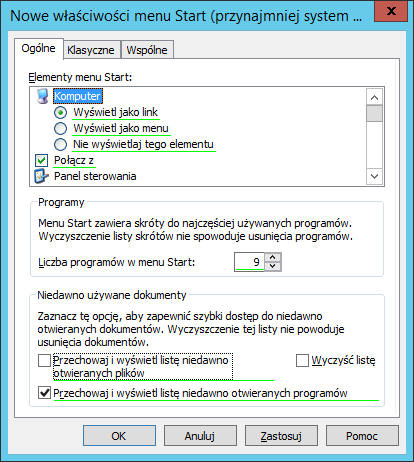 Nowe właściwości menu Start (przynajmniej system ...
x
Ogólne Klasyczne Wspólne
Elementy menu Start:
Komputer
Wyświetl jako link
Wyświetl jako menu
Nie wyświetlaj tego elementu
Połącz z
Panel sterowania
Programy
Menu Start zawiera skróty do najczęściej używanych programów.
Wyczyszczenie listy skrótów nie spowoduje usunięcia programów.
Liczba programów w menu Start: 9
Niedawno używane dokumenty
Zaznacz tę opcję, aby zapewnić szybki dostęp do niedawno
otwieranych dokumentów. Wyczyszczenie tej listy nie powoduje
usunięcia dokumentów.
Przechowaj i wyświetl listę niedawno
otwieranych plików
Wyczyść listę
Przechowaj i wyświetl listę niedawno otwieranych programów
OK Anuluj Zastosuj Pomoc